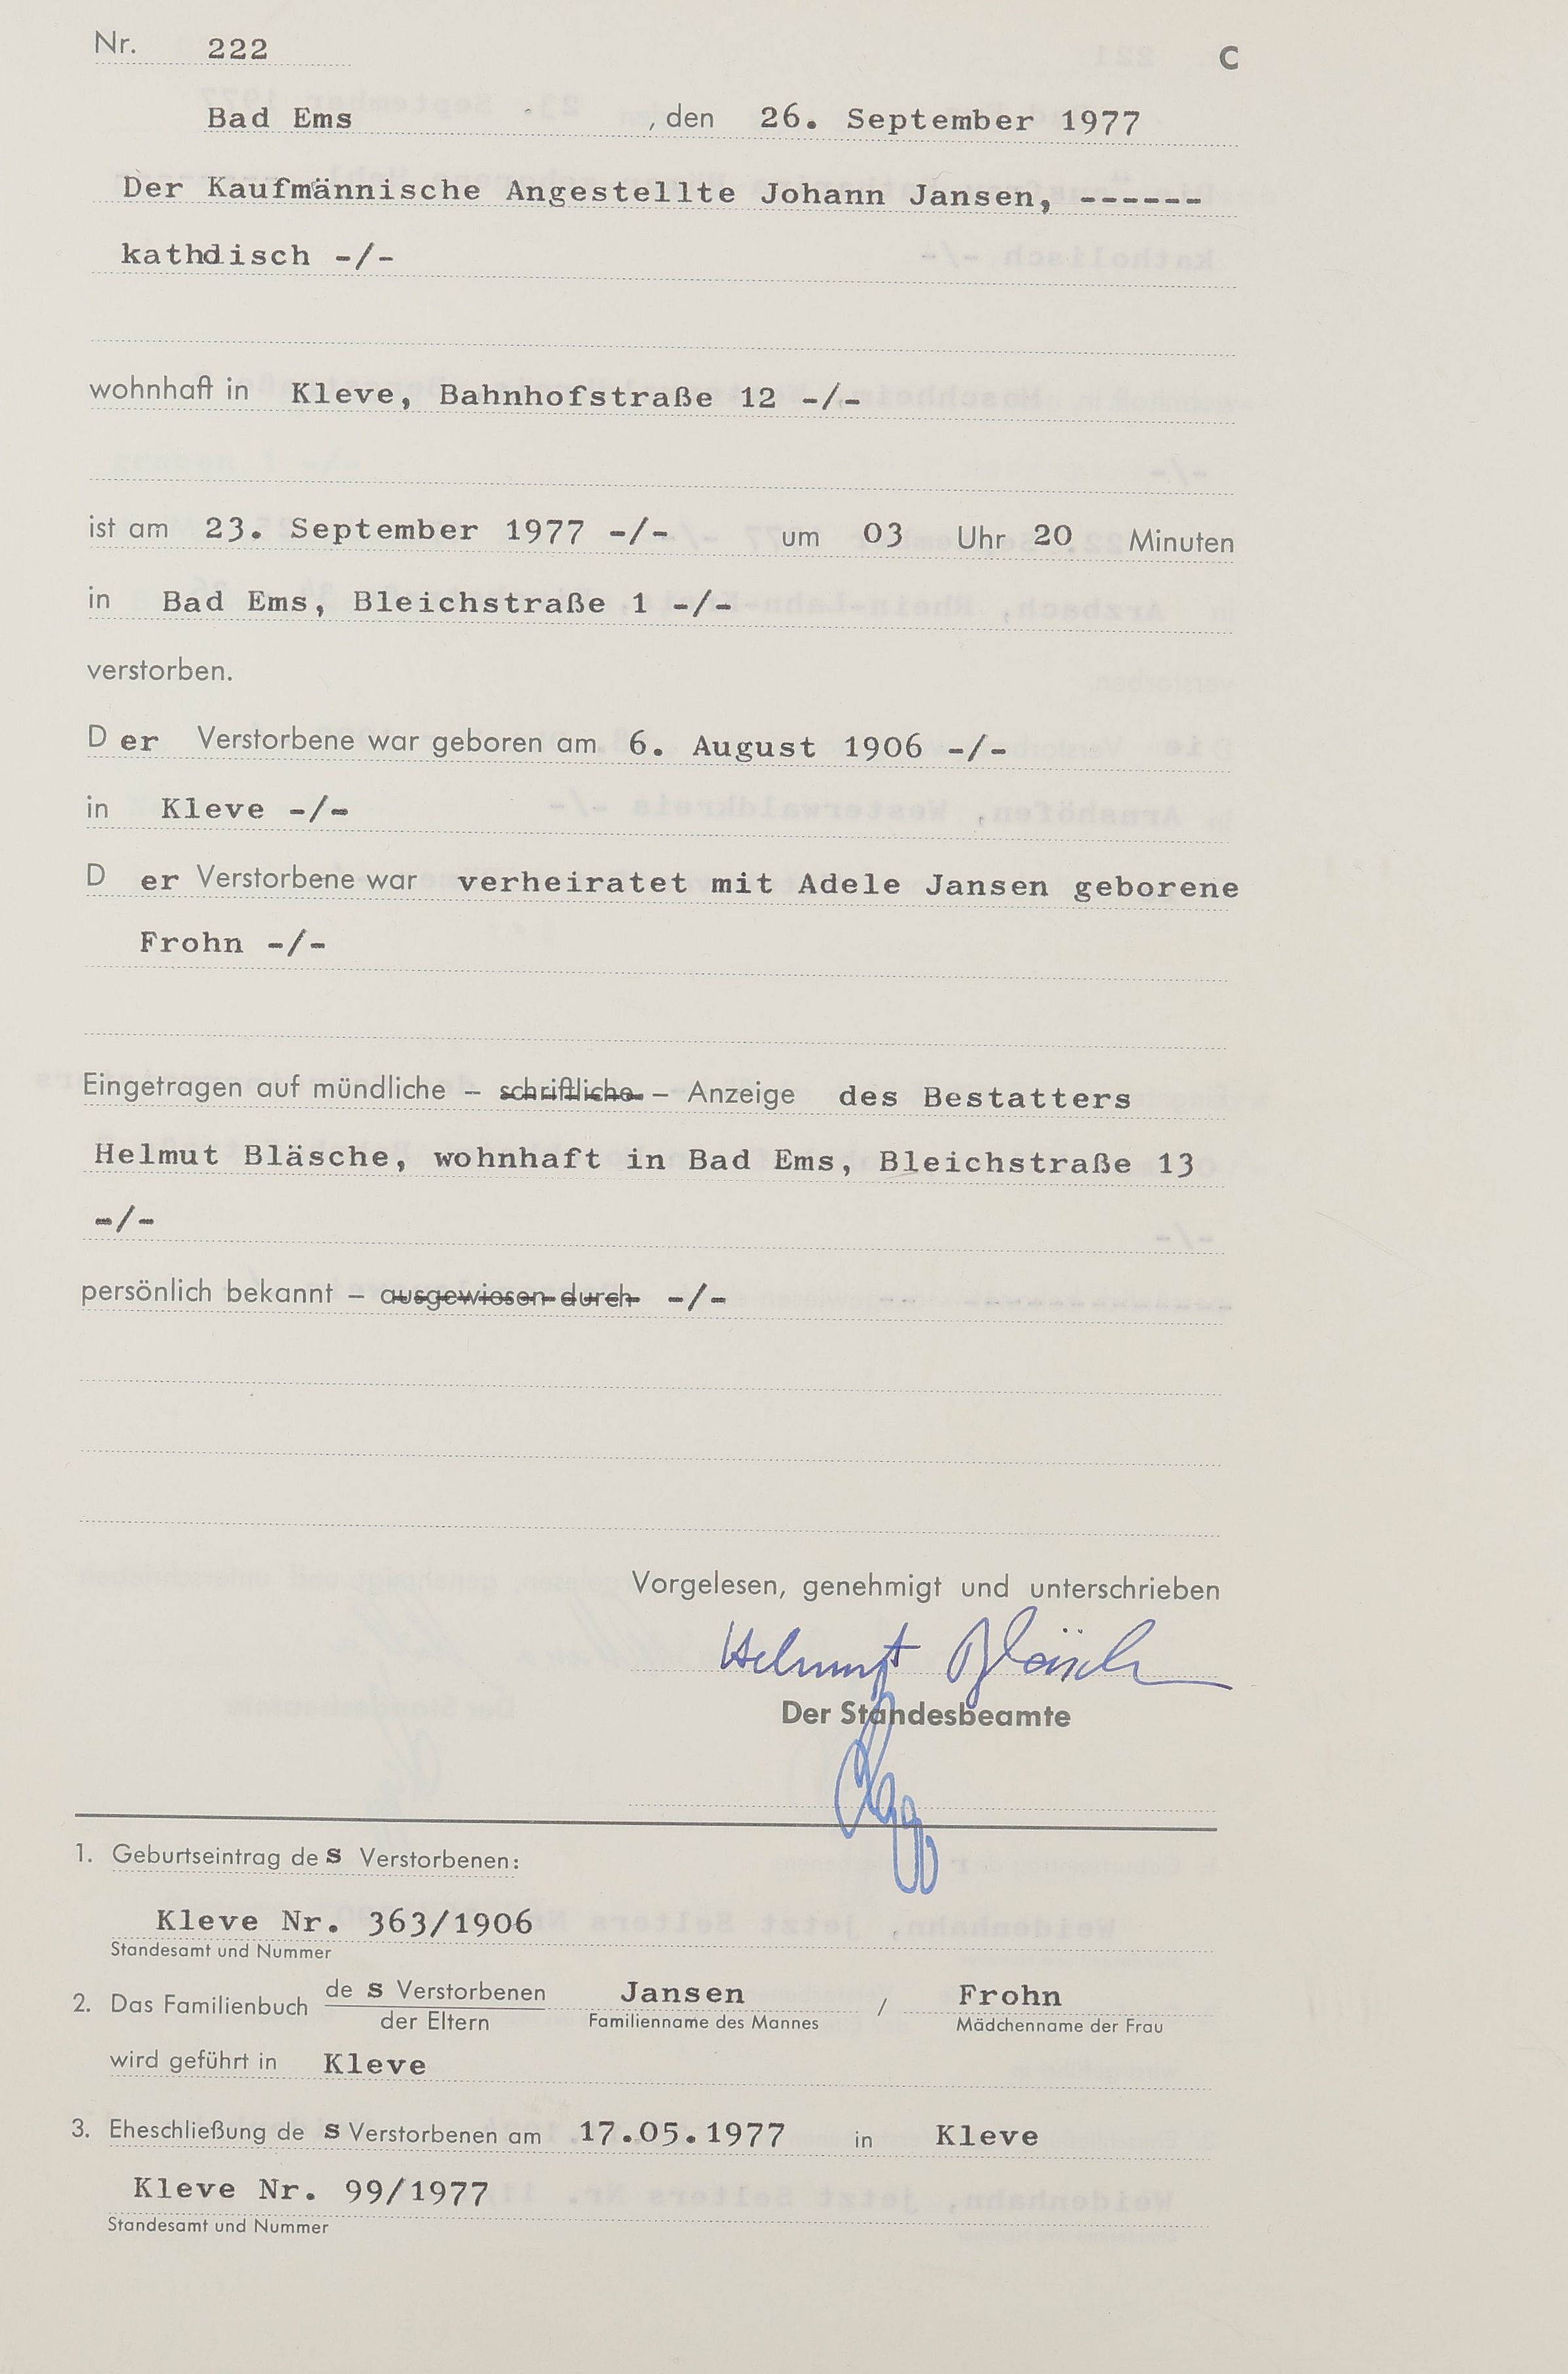 Nr. 222 C
Bad Ems , den 26. September 1977
Der Kaufmännische Angestellte Johann Jansen, ------
kathdisch -/-
wohnhaft in Kleve, Bahnhofstraße 12 -/-
ist am 23. September 1977 -/- um 03 Uhr 20 Minuten
in Bad Ems, Bleichstraße 1 -/-
verstorben.
D er Verstorbene war geboren am 6. August 1906 -/-
in Kleve -/-
D er Verstorbene war verheiratet mit Adele Jansen geborene
Frohn -/-
Eingetragen auf mündliche – schriftliche – Anzeige des Bestatters
Helmut Bläsche, wohnhaft in Bad Ems, Bleichstraße 13
-/-
persönlich bekannt – ausgewiesen durch -/-
Vorgelesen, genehmigt und unterschrieben
Helmut Bläsch
Der Standesbeamte
1. Geburtseintrag de s Verstorbenen:
Kleve Nr. 363/1906
Standesamt und Nummer
2. Das Familienbuch de s Verstorbenen Jansen / Frohn
der Eltern Familienname des Mannes Mädchenname der Frau
wird geführt in Kleve
3. Eheschließung de s Verstorbenen am 17.05.1977 in Kleve
Kleve Nr. 99/1977
Standesamt und Nummer